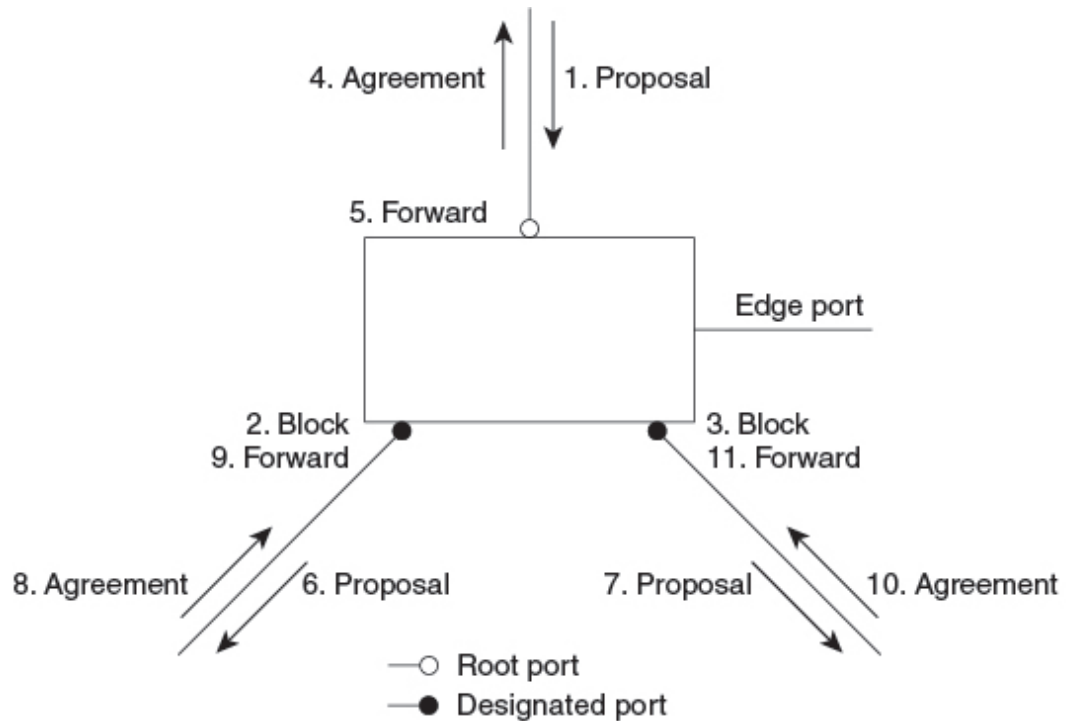 4. Agreement
1. Proposal
5. Forward
Edge port
2. Block
9. Forward
3. Block
11. Forward
8. Agreement
6. Proposal
7. Proposal
10. Agreement
Root port
Designated port